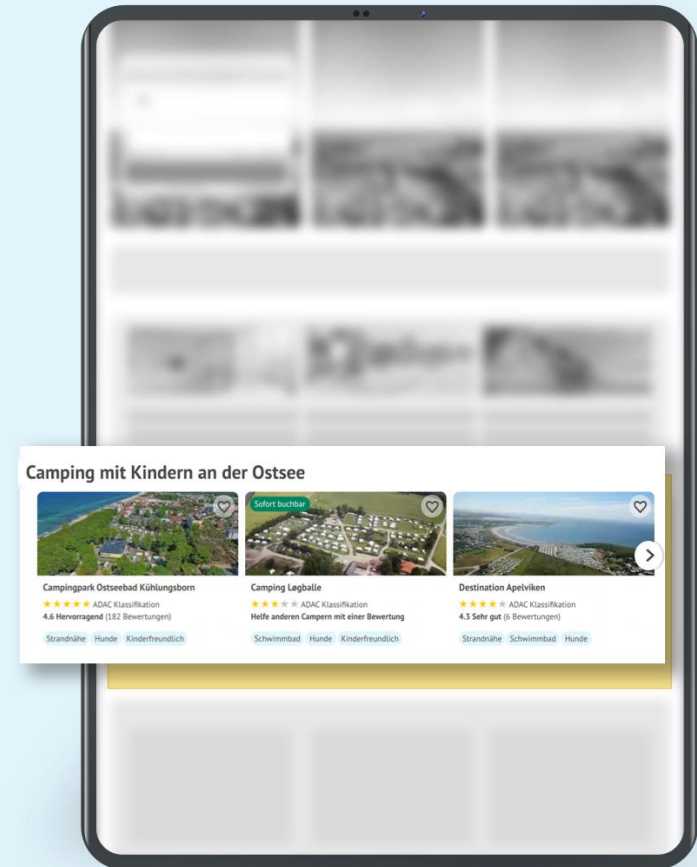 Camping mit Kindern an der Ostsee
Sofort buchbar
Campingpark Ostseebad Kühlungsborn
ADAC Klassifikation
4.6 Hervorragend (182 Bewertungen)
Strandnähe Hunde Kinderfreundlich
Camping Løgballe
ADAC Klassifikation
Helfe anderen Campern mit einer Bewertung
Schwimmbad Hunde Kinderfreundlich
Destination Apelviken
ADAC Klassifikation
4.3 Sehr gut (6 Bewertungen)
Strandnähe Schwimmbad Hunde